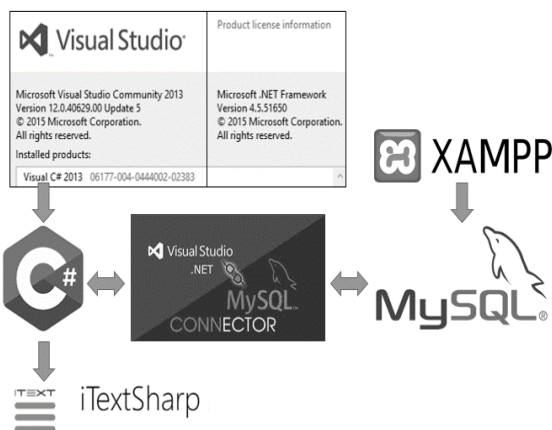 Visual Studio
Product license information
Microsoft Visual Studio Community 2013
Version 12.0.40629.00 Update 5
© 2015 Microsoft Corporation.
All rights reserved.
Installed products:
Visual C# 2013 06177-004-0444002-02383
Microsoft .NET Framework
Version 4.5.51650
© 2015 Microsoft Corporation.
All rights reserved.
XAMPP
C#
Visual Studio
.NET
MySQL
CONNECTOR
MySQL®
iTEXT
iTextSharp